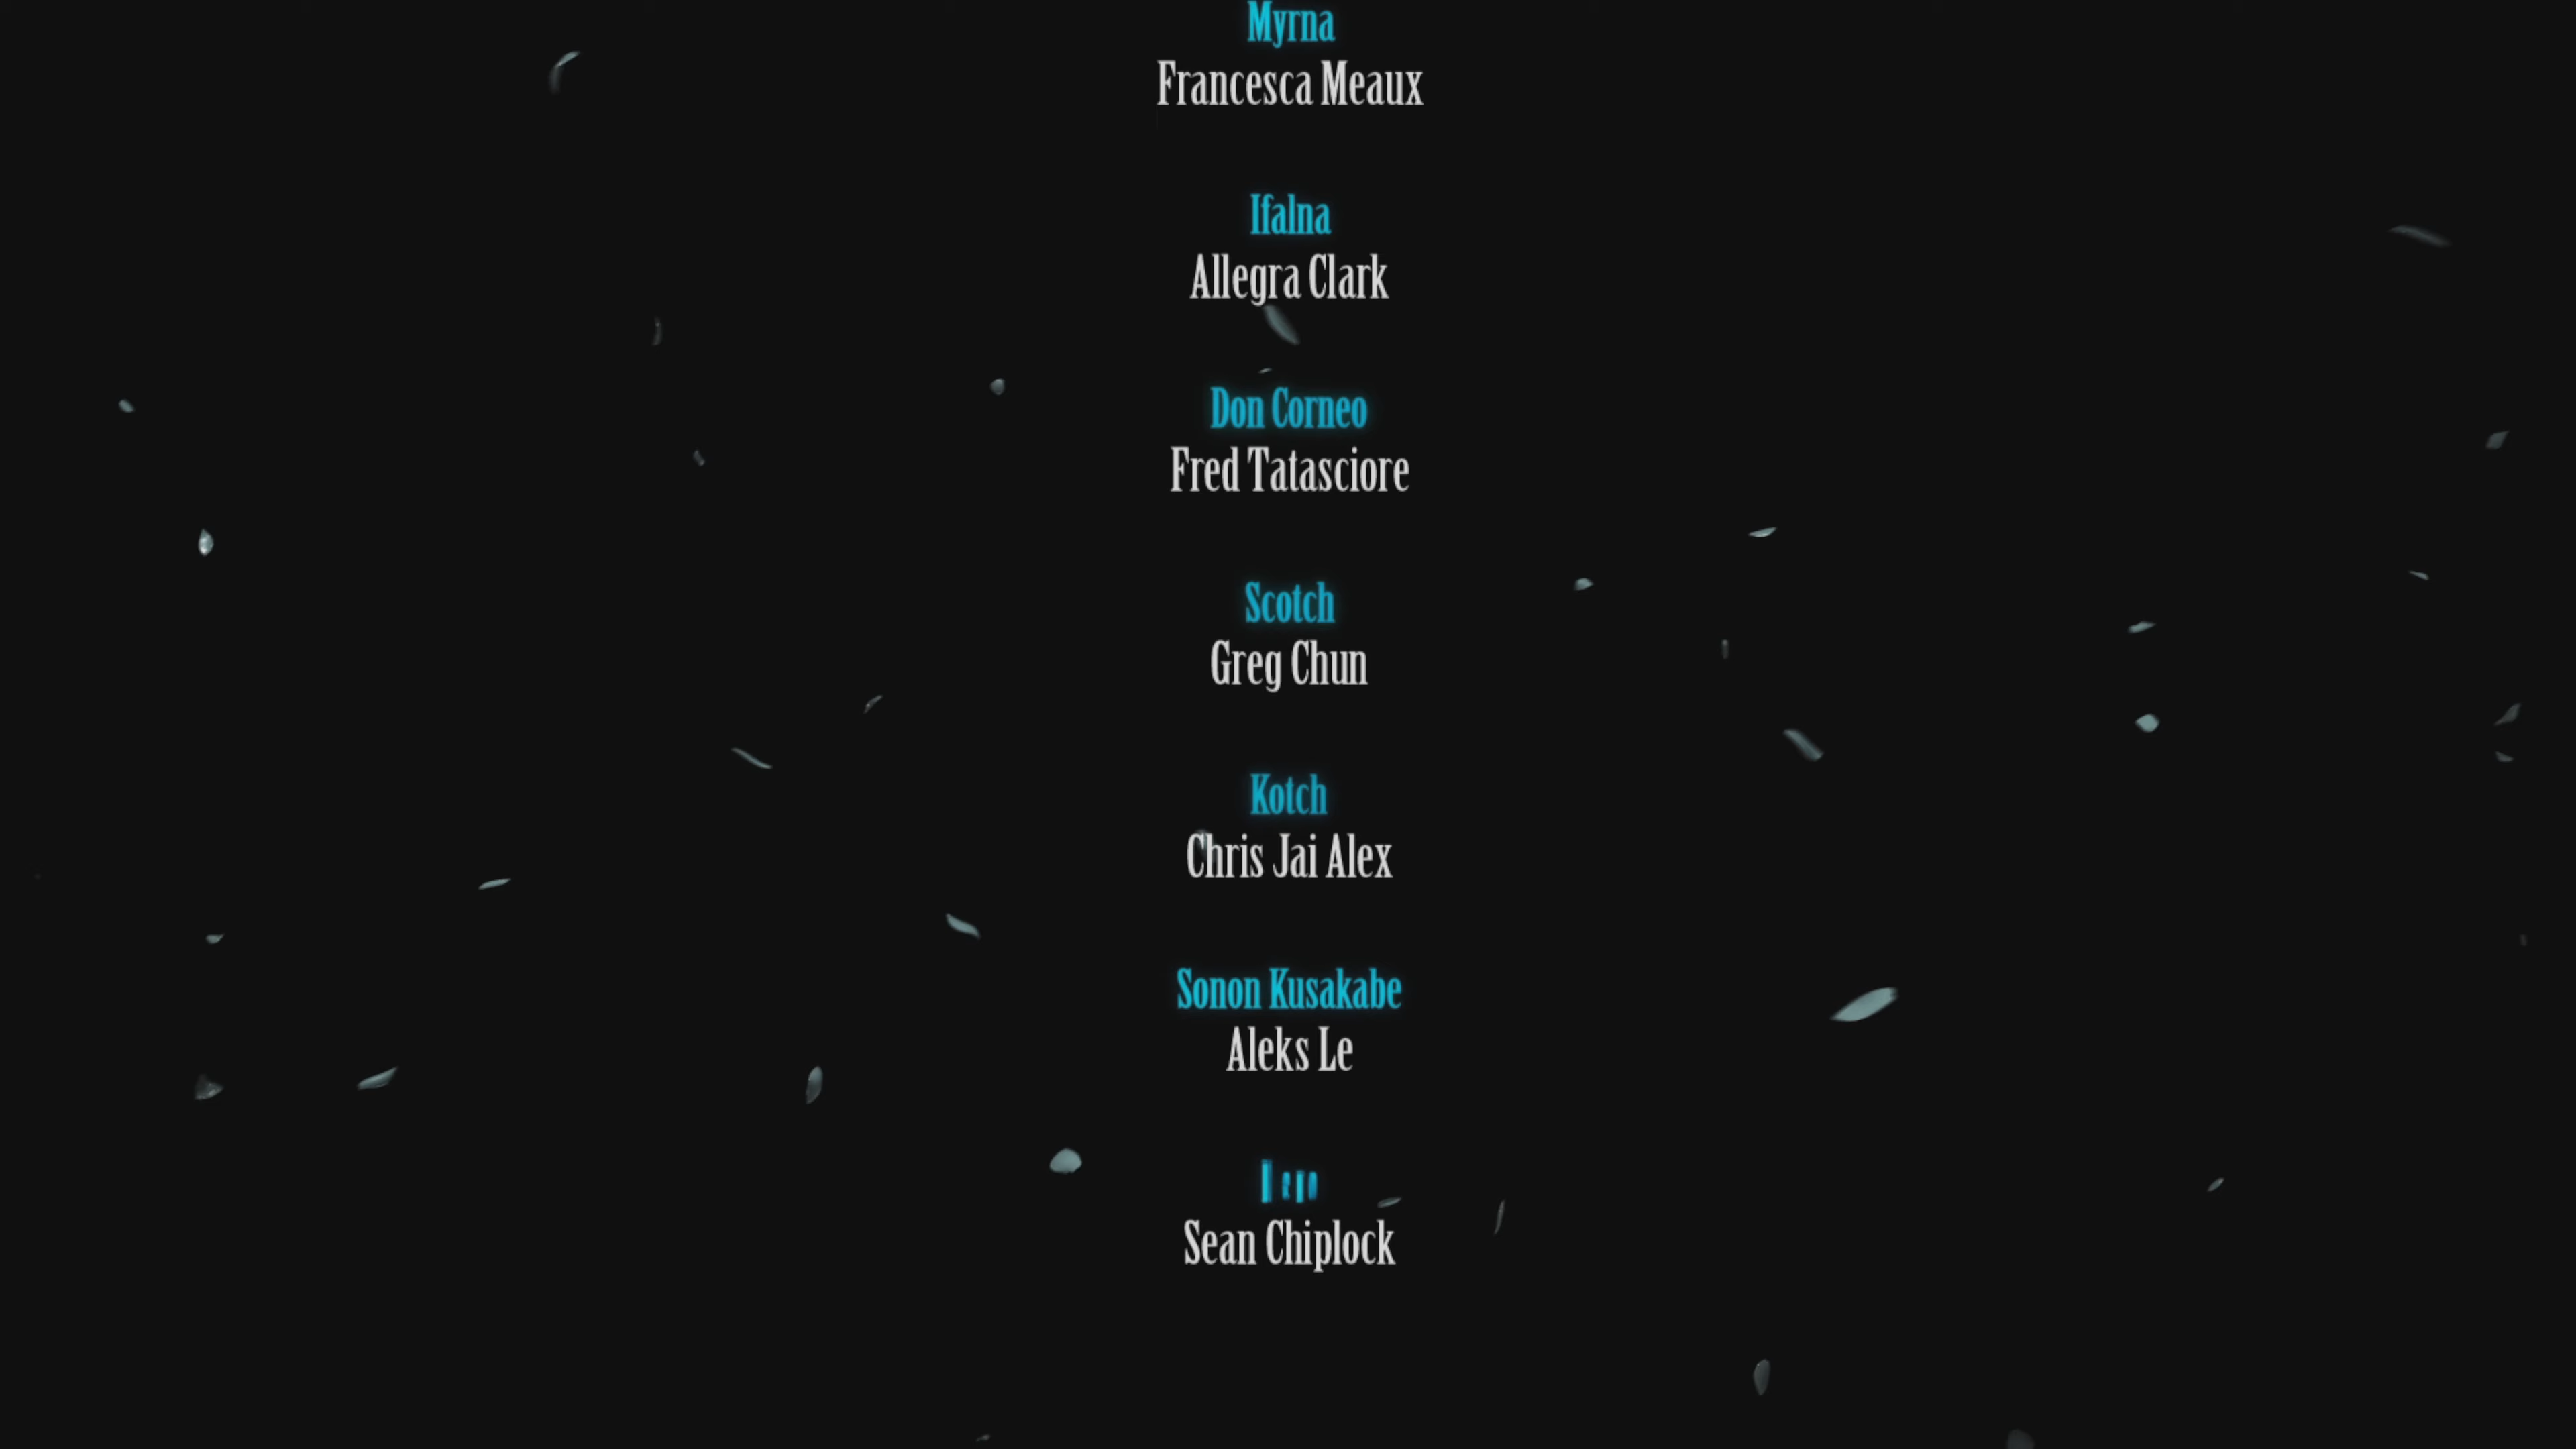 Myrna
Francesca Meaux
Ifalna
Allegra Clark
Don Corneo
Fred Tatasciore
Scotch
Greg Chun
Kotch
Chris Jai Alex
Sonon Kusakabe
Aleks Le
Sean Chiplock